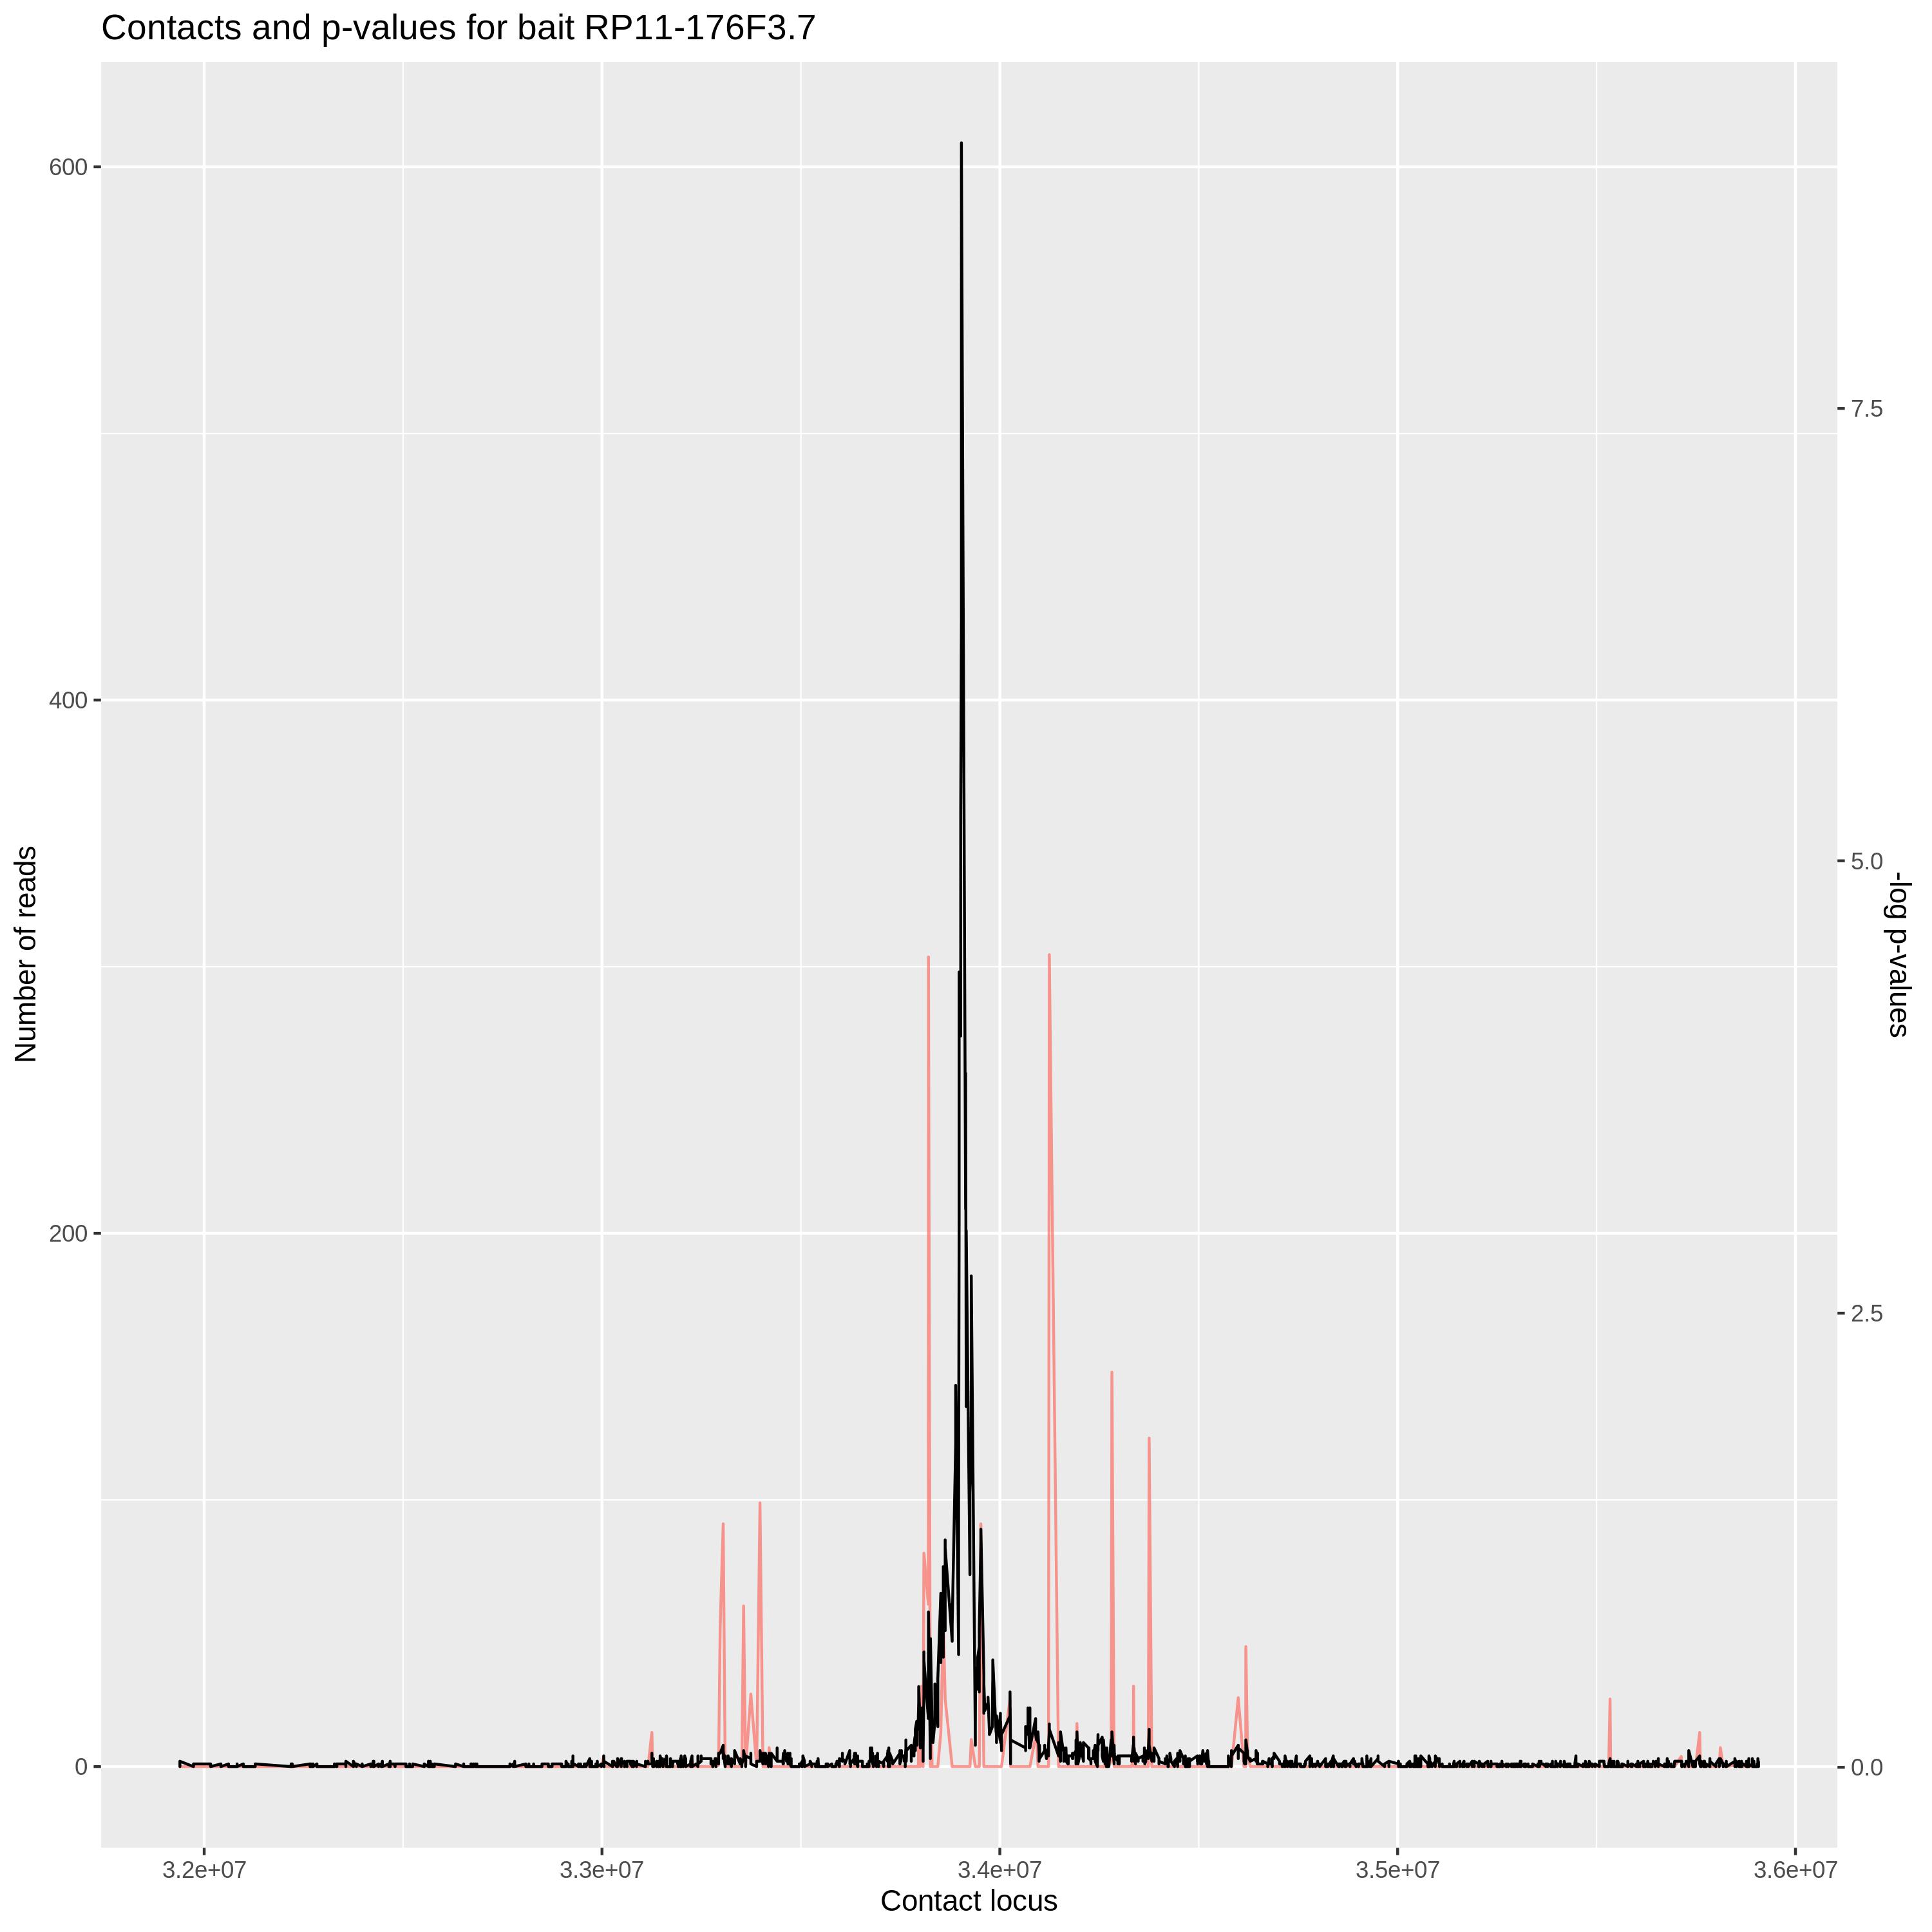 Contacts and p-values for bait RP11-176F3.7
600
400
200
0
Number of reads
7.5
5.0
2.5
0.0
-log p-values
3.2e+07
3.3e+07
3.4e+07
3.5e+07
3.6e+07
Contact locus